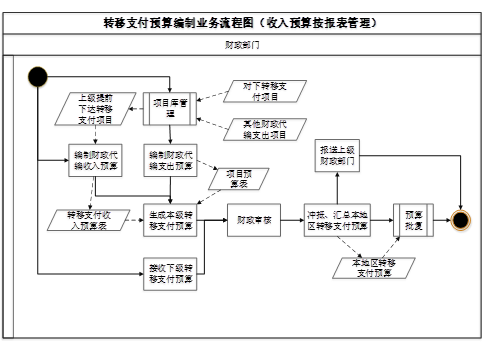 转移支付预算编制业务流程图（收入预算按报表管理）
财政部门
上级提前
下达转移
支付项目
项目库管
理
对下转移支
付项目
其他财政代
编支出项目
编制财政代
编收入预算
编制财政代
编支出预算
项目预
算表
报送上级
财政部门
转移支付收
入预算表
生成本级转
移支付预算
财政审核
冲抵、汇总本地
区转移支付预算
预算
批复
接收下级转
移支付预算
本地区转移
支付预算